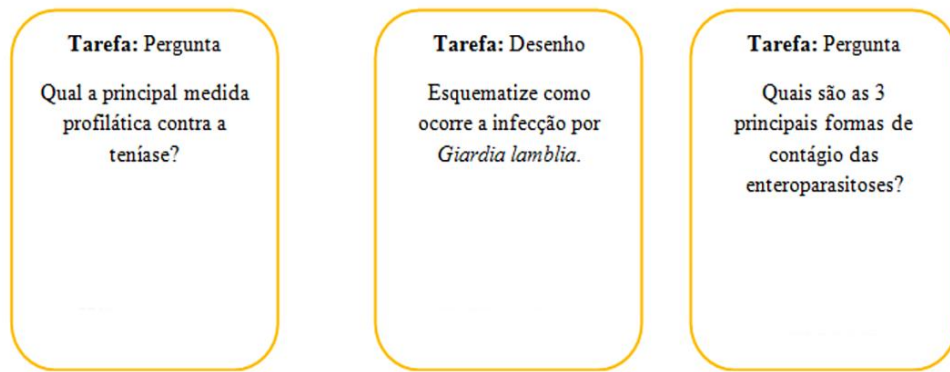 Tarefa: Pergunta
Qual a principal medida
profilática contra a
teníase?
Tarefa: Desenho
Esquematize como
ocorre a infecção por
Giardia lamblia.
Tarefa: Pergunta
Quais são as 3
principais formas de
contágio das
enteroparasitoses?